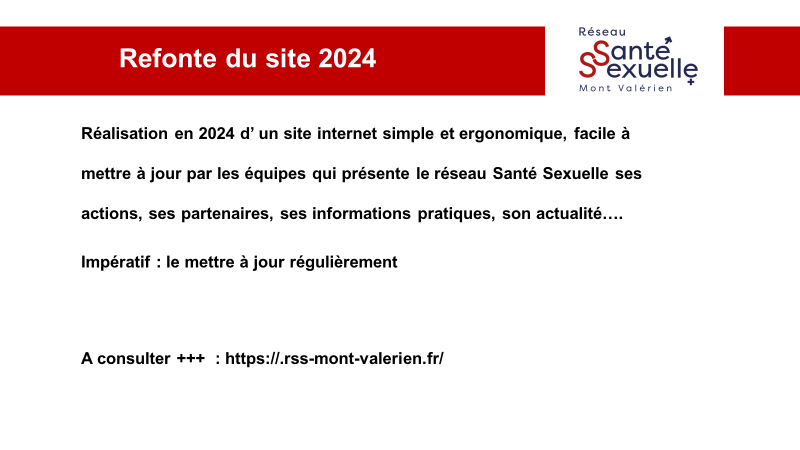 Refonte du site 2024
Réseau
Santé
Sexuelle
Mont Valérien
Réalisation en 2024 d’ un site internet simple et ergonomique, facile à
mettre à jour par les équipes qui présente le réseau Santé Sexuelle ses
actions, ses partenaires, ses informations pratiques, son actualité….
Impératif : le mettre à jour régulièrement
A consulter +++ : https://.rss-mont-valerien.fr/